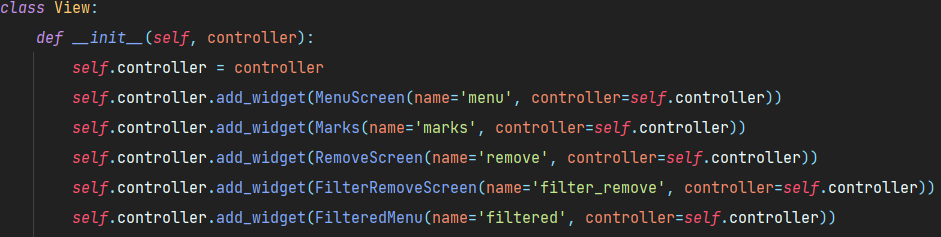 class View:
def __init__(self, controller):
self.controller = controller
self.controller.add_widget(MenuScreen(name='menu', controller=self.controller))
self.controller.add_widget(Marks(name='marks', controller=self.controller))
self.controller.add_widget(RemoveScreen(name='remove', controller=self.controller))
self.controller.add_widget(FilterRemoveScreen(name='filter_remove', controller=self.controller))
self.controller.add_widget(FilteredMenu(name='filtered', controller=self.controller))